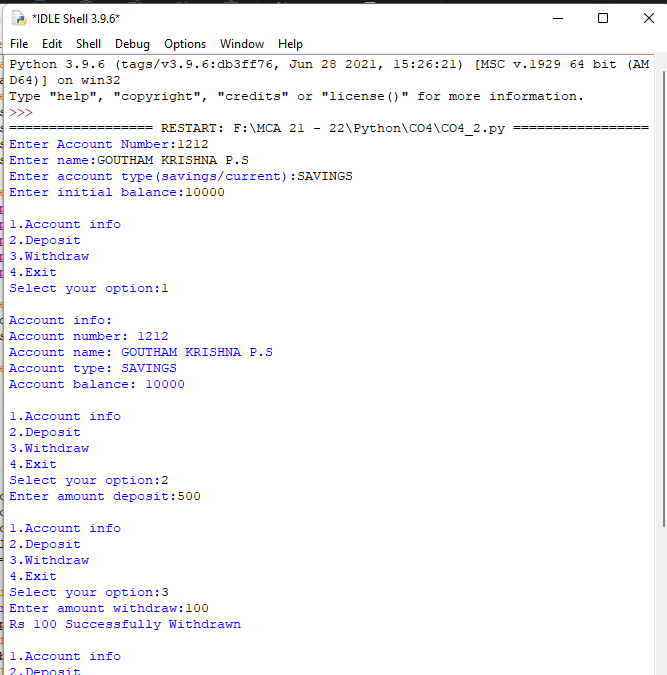 *IDLE Shell 3.9.6*
File Edit Shell Debug Options Window Help
Python 3.9.6 (tags/v3.9.6:db3ff76, Jun 28 2021, 15:26:21) [MSC v.1929 64 bit (AM
D64)] on win32
Type "help", "copyright", "credits" or "license()" for more information.
>>>
================== RESTART: F:\MCA 21 - 22\Python\CO4\CO4_2.py =================
Enter Account Number:1212
Enter name:GOUTHAM KRISHNA P.S
Enter account type(savings/current):SAVINGS
Enter initial balance:10000

1.Account info
2.Deposit
3.Withdraw
4.Exit
Select your option:1

Account info:
Account number: 1212
Account name: GOUTHAM KRISHNA P.S
Account type: SAVINGS
Account balance: 10000

1.Account info
2.Deposit
3.Withdraw
4.Exit
Select your option:2
Enter amount deposit:500

1.Account info
2.Deposit
3.Withdraw
4.Exit
Select your option:3
Enter amount withdraw:100
Rs 100 Successfully Withdrawn

1.Account info
2.Deposit